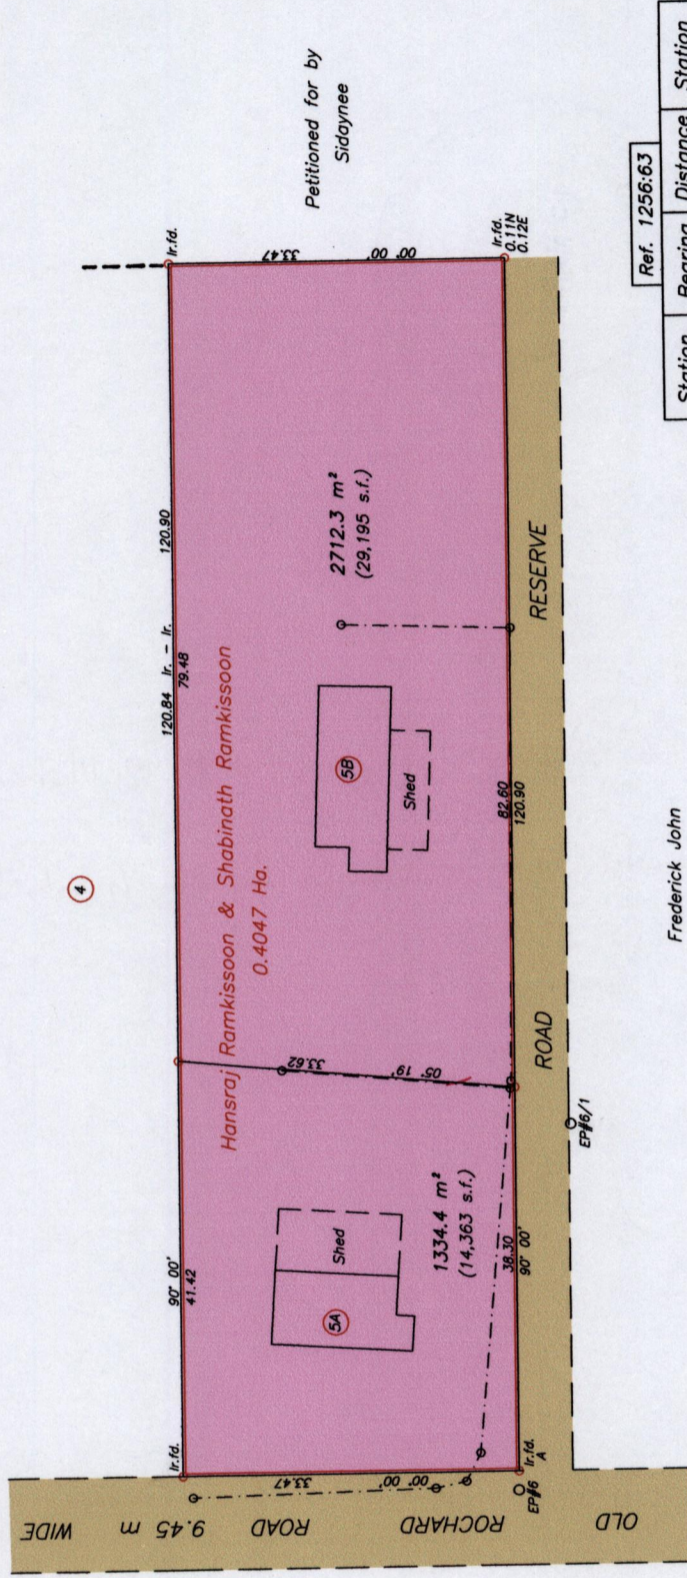 Petitioned for by
Sidaynee
Ref. 1256:63
Station Bearing Distance Station
Ir.fd.
33.47
00° 00'
Ir.fd.
0.11N
0.12E
120.90
120.84 Ir. - Ir.
79.48
4
Hansraj Ramkissoon & Shabinath Ramkissoon
0.4047 Ha.
2712.3 m²
(29,195 s.f.)
5B
Shed
82.60
120.90
ROAD RESERVE
Frederick John
33.62
05° 19'
90° 00'
41.42
1334.4 m²
(14,363 s.f.)
5A
Shed
38.30
90° 00'
EP#6/1
Ir.fd.
33.47
00° 00'
Ir.fd.
A
EP#6
OLD ROCHARD ROAD 9.45 m WIDE